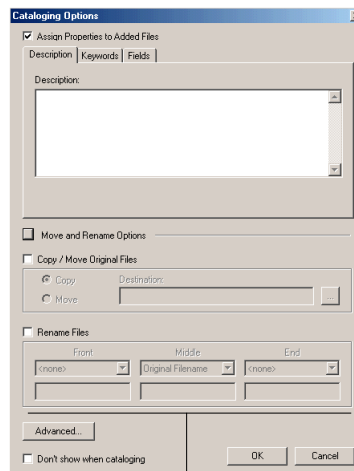 Cataloging Options
Assign Properties to Added Files
Description Keywords Fields
Description:
Move and Rename Options
Copy / Move Original Files
Copy Destination:
Move ...
Rename Files
Front Middle End
<none> Original Filename <none>
Advanced...
Don't show when cataloging
OK Cancel